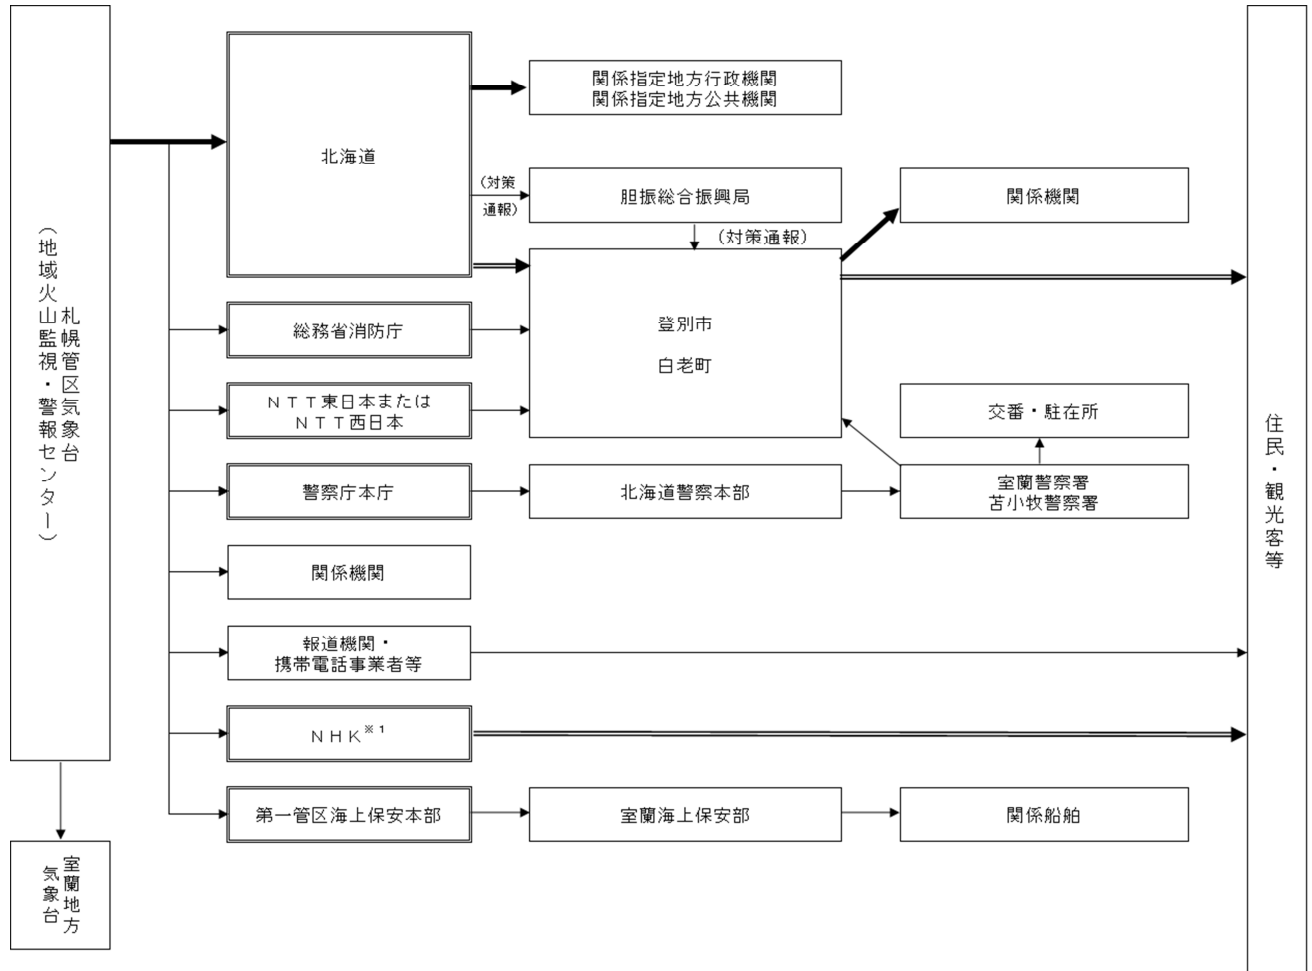 札幌管区気象台
（地域火山監視・警報センター）
室蘭地方
気象台
北海道
総務省消防庁
ＮＴＴ東日本または
ＮＴＴ西日本
警察庁本庁
関係機関
報道機関・
携帯電話事業者等
ＮＨＫ※１
第一管区海上保安本部
関係指定地方行政機関
関係指定地方公共機関
（対策
通報）
胆振総合振興局
（対策通報）
登別市
白老町
北海道警察本部
室蘭海上保安部
関係機関
交番・駐在所
室蘭警察署
苫小牧警察署
関係船舶
住民・観光客等